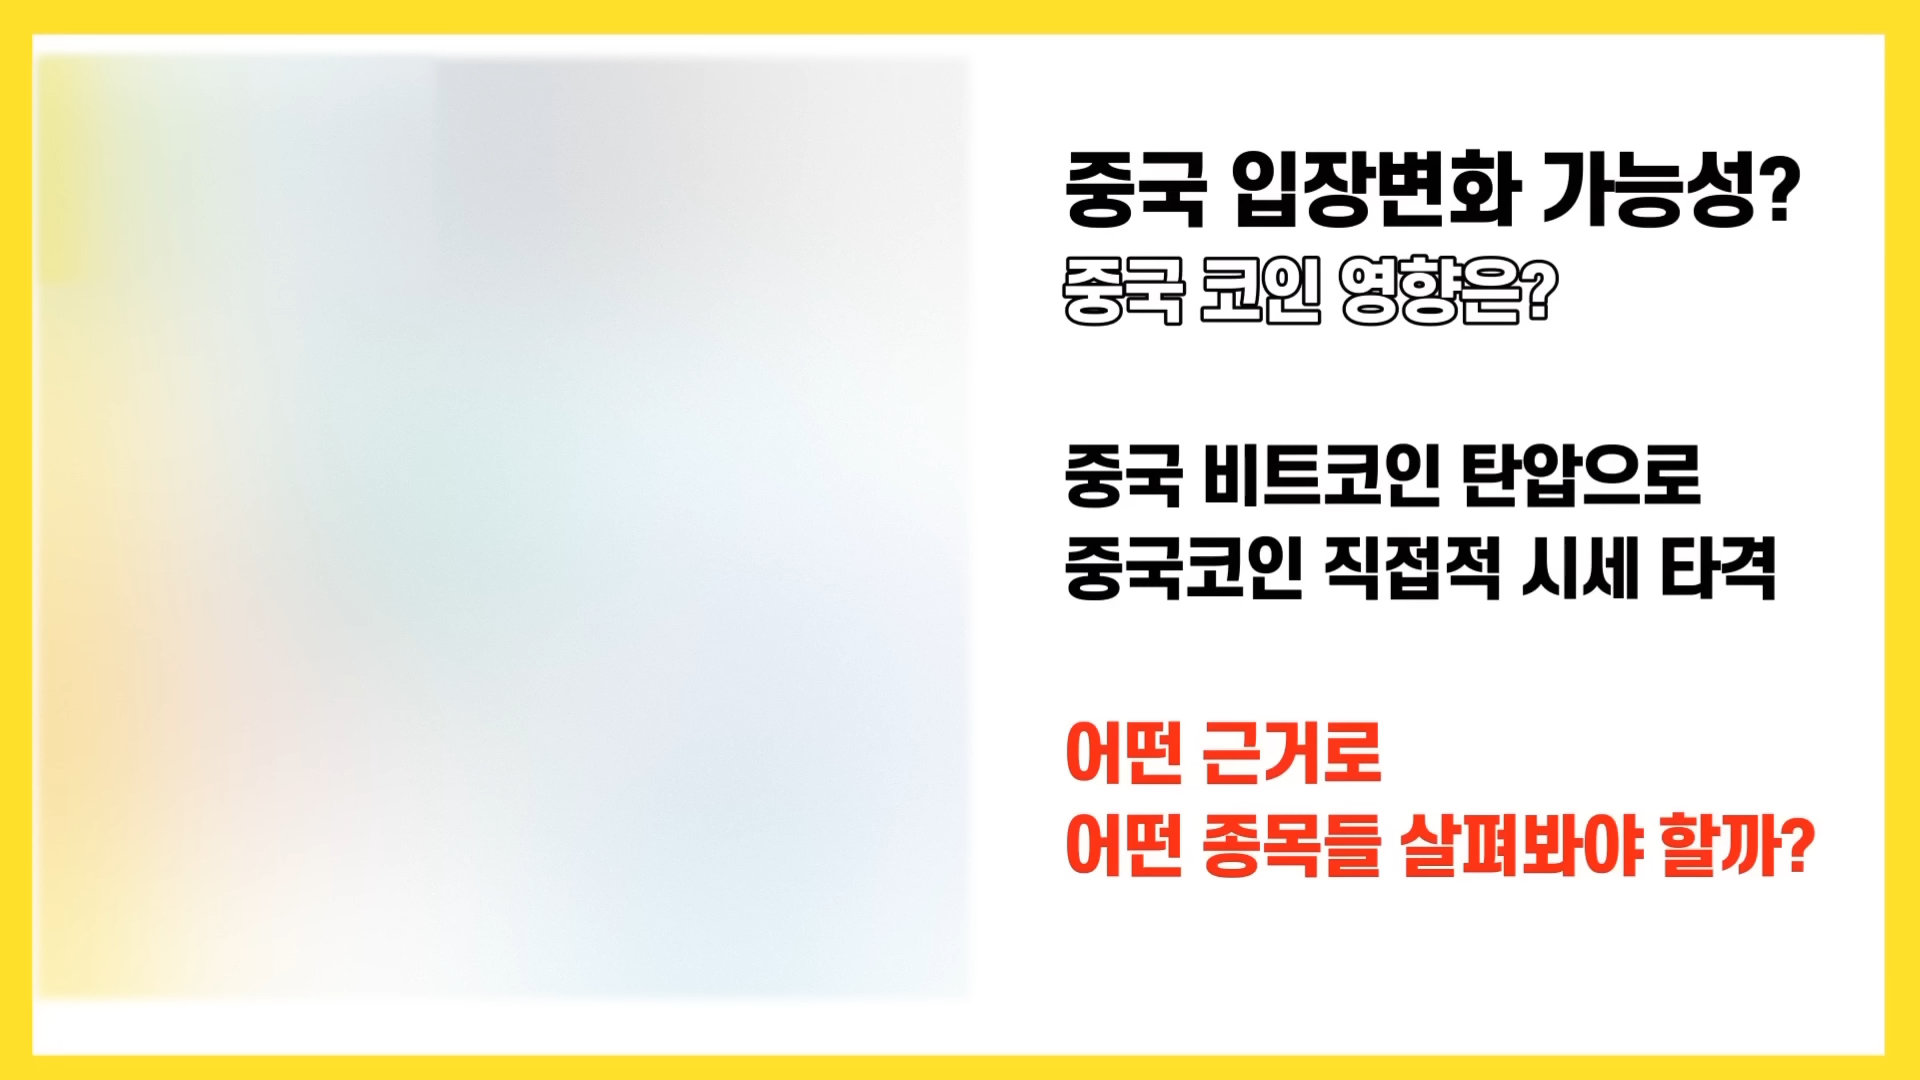 중국 입장변화 가능성?
중국 코인 영향은?
중국 비트코인 탄압으로
중국코인 직접적 시세 타격
어떤 근거로
어떤 종목들 살펴봐야 할까?